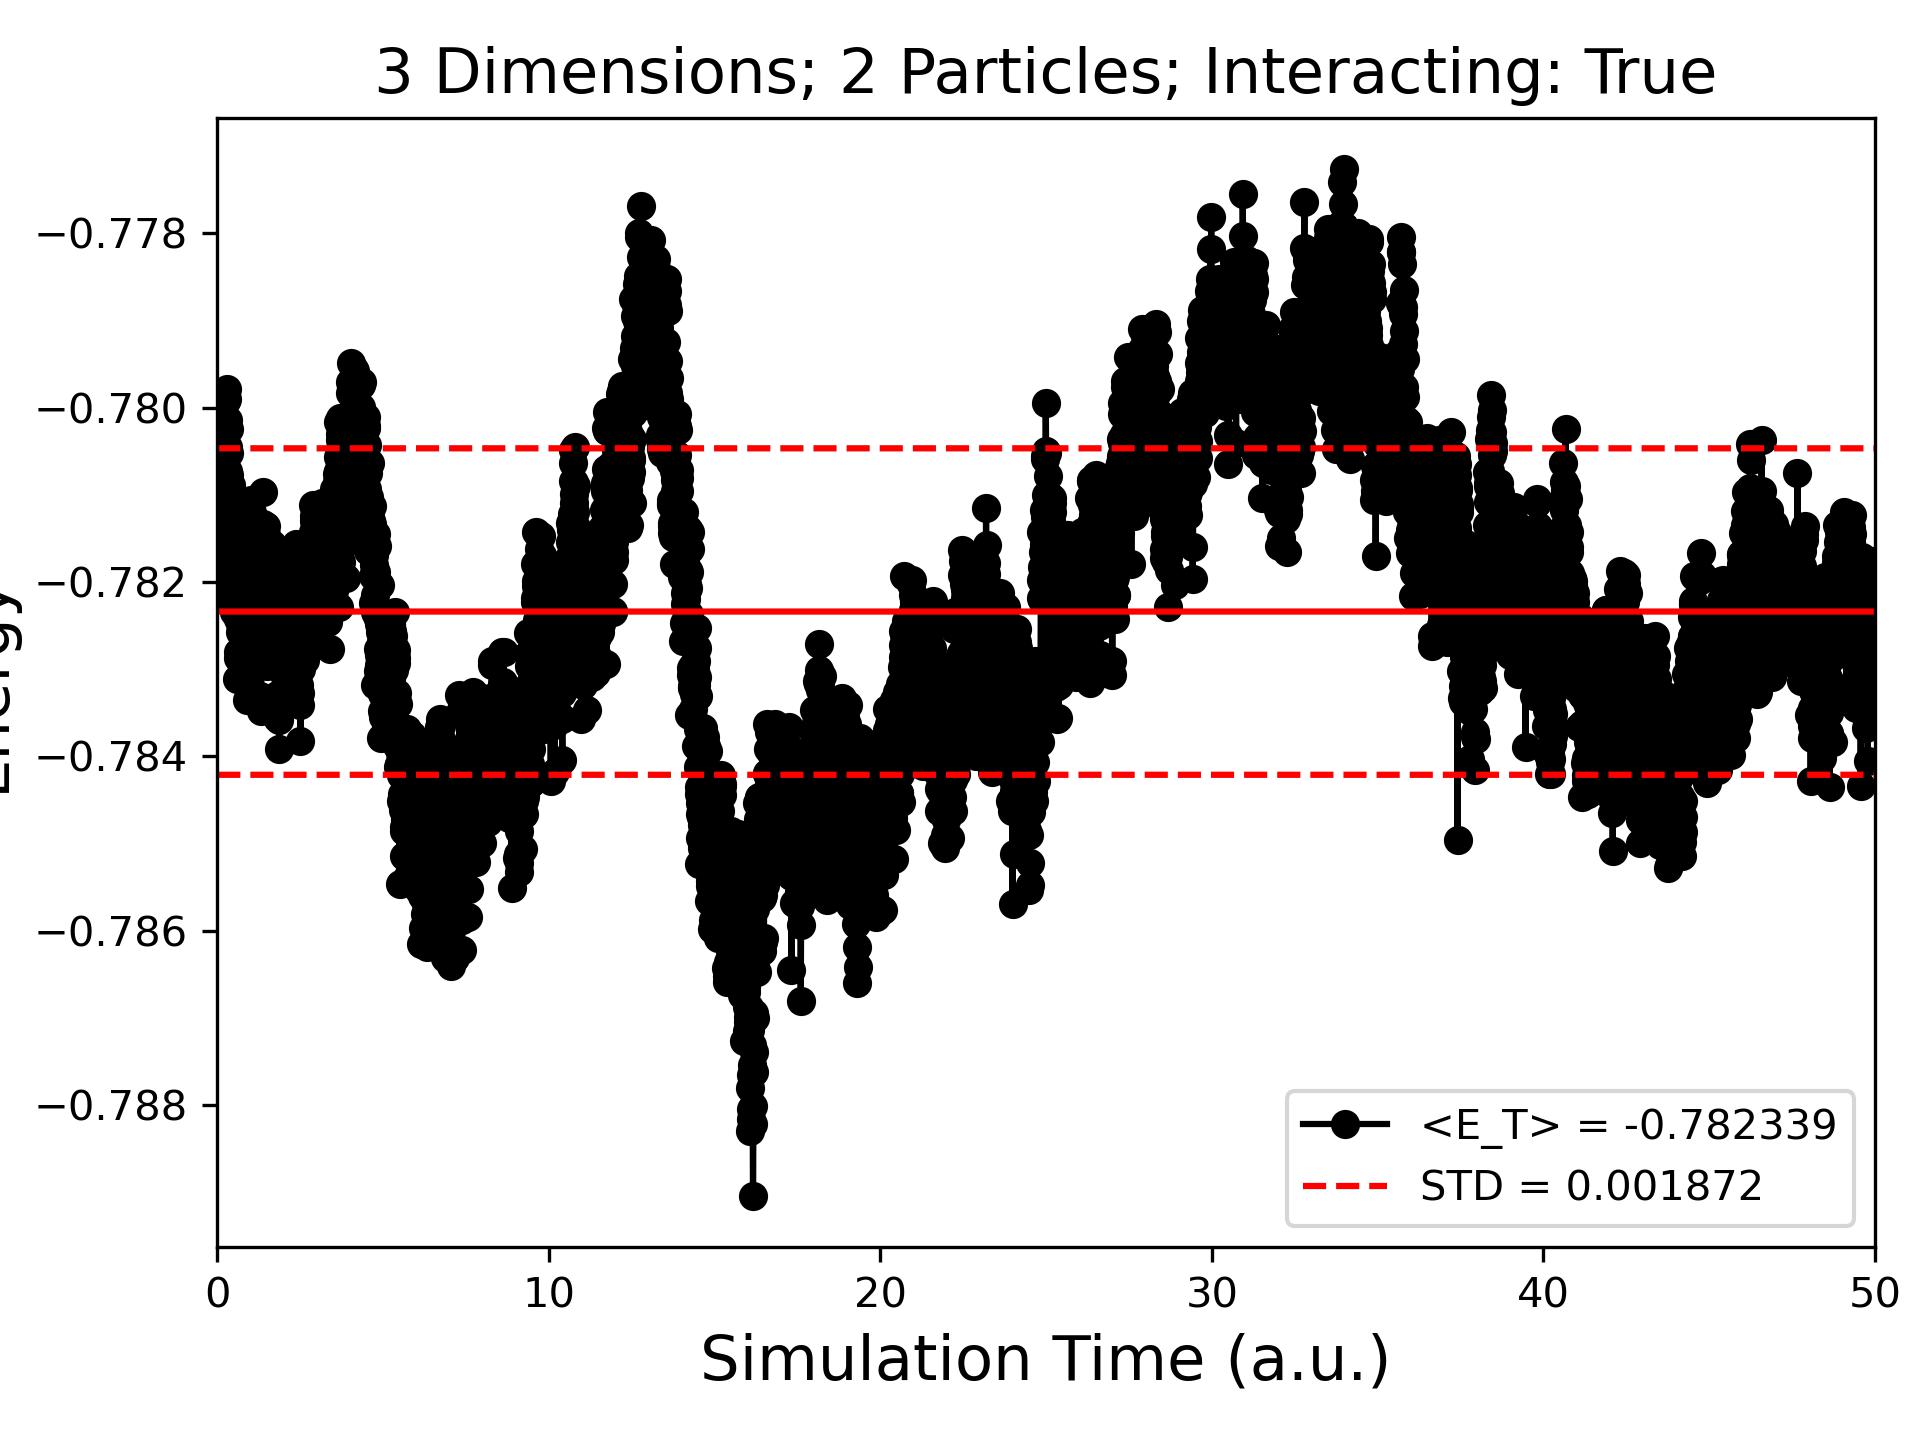 3 Dimensions; 2 Particles; Interacting: True
Energy
−0.778
−0.780
−0.782
−0.784
−0.786
−0.788
<E_T> = -0.782339
STD = 0.001872
0 10 20 30 40 50
Simulation Time (a.u.)